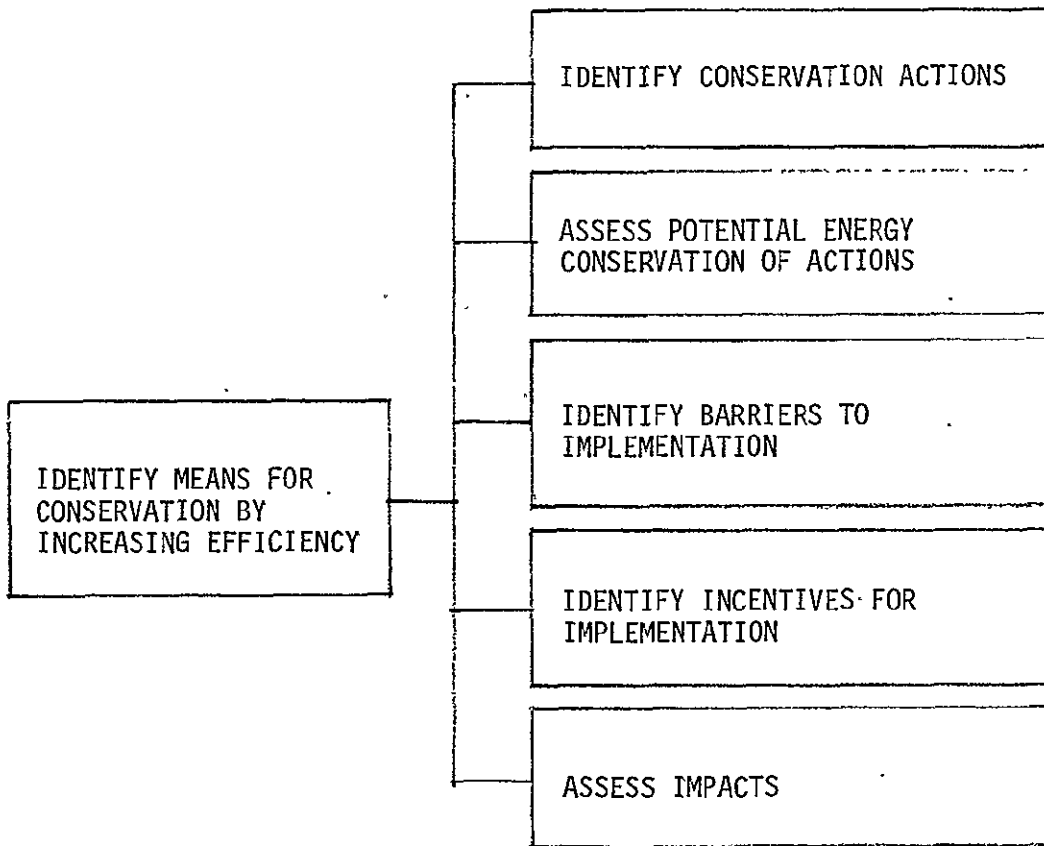 IDENTIFY CONSERVATION ACTIONS
ASSESS POTENTIAL ENERGY
CONSERVATION OF ACTIONS
IDENTIFY BARRIERS TO
IMPLEMENTATION
IDENTIFY MEANS FOR
CONSERVATION BY
INCREASING EFFICIENCY
IDENTIFY INCENTIVES FOR
IMPLEMENTATION
ASSESS IMPACTS